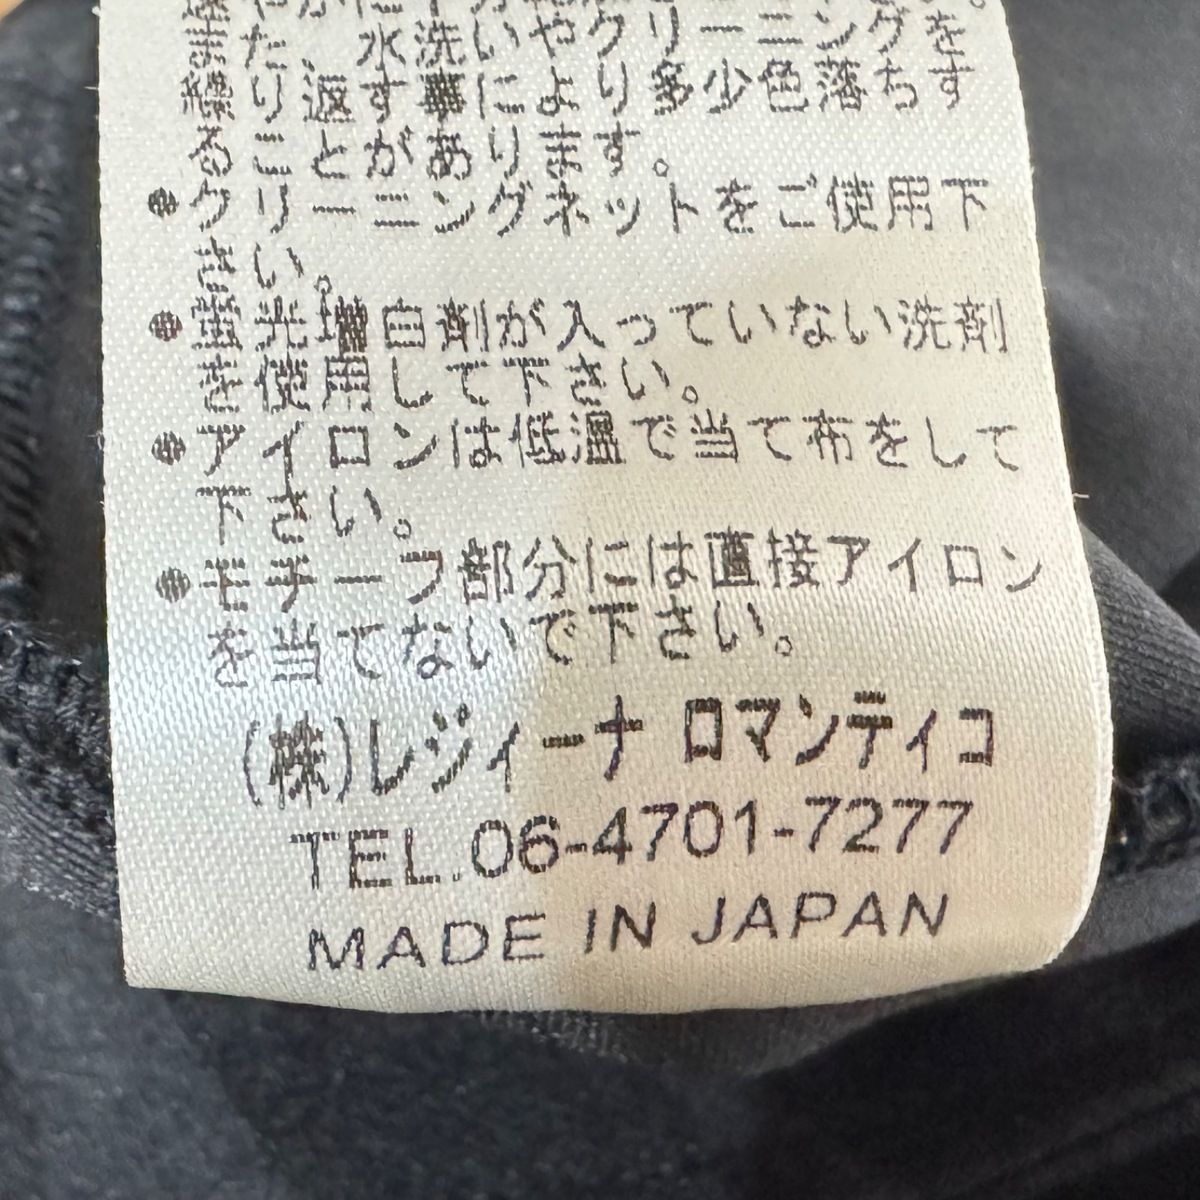 また、水洗いやクリーニングを
繰り返す事により多少色落ちす
ることがあります。
●クリーニングネットをご使用下
さい。
●蛍光増白剤が入っていない洗剤
を使用して下さい。
●アイロンは低温で当て布をして
下さい。
●モチーフ部分には直接アイロン
を当てないで下さい。
(株)レジィーナ ロマンティコ
TEL.06-4701-7277
MADE IN JAPAN